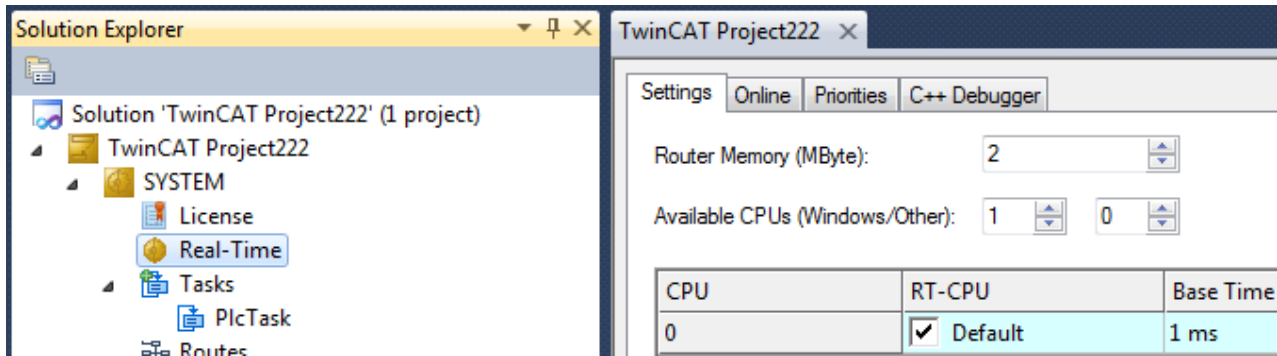 Solution Explorer
Solution 'TwinCAT Project222' (1 project)
TwinCAT Project222
SYSTEM
License
Real-Time
Tasks
PlcTask
Routes
TwinCAT Project222
Settings Online Priorities C++ Debugger
Router Memory (MByte): 2
Available CPUs (Windows/Other): 1 0
CPU RT-CPU Base Time
0 Default 1 ms